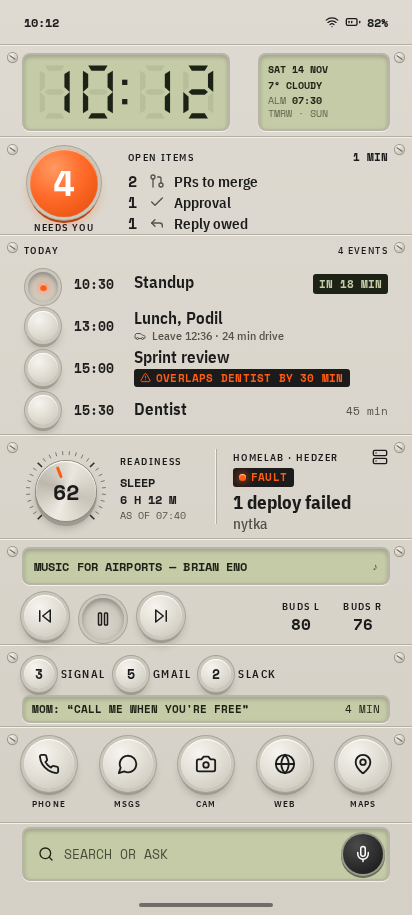 10:12
82%
10:12
SAT 14 NOV
7° CLOUDY
ALM 07:30
TMRW · SUN
4
NEEDS YOU
OPEN ITEMS
1 MIN
2 PRs to merge
1 Approval
1 Reply owed
TODAY
4 EVENTS
10:30 Standup
IN 18 MIN
13:00 Lunch, Podil
Leave 12:36 · 24 min drive
15:00 Sprint review
OVERLAPS DENTIST BY 30 MIN
15:30 Dentist
45 min
62
READINESS
SLEEP
6 H 12 M
AS OF 07:40
HOMELAB · HEDZER
FAULT
1 deploy failed
nytka
MUSIC FOR AIRPORTS — BRIAN ENO
♪
BUDS L
80
BUDS R
76
3 SIGNAL
5 GMAIL
2 SLACK
MOM: “CALL ME WHEN YOU'RE FREE”
4 MIN
PHONE
MSGS
CAM
WEB
MAPS
SEARCH OR ASK